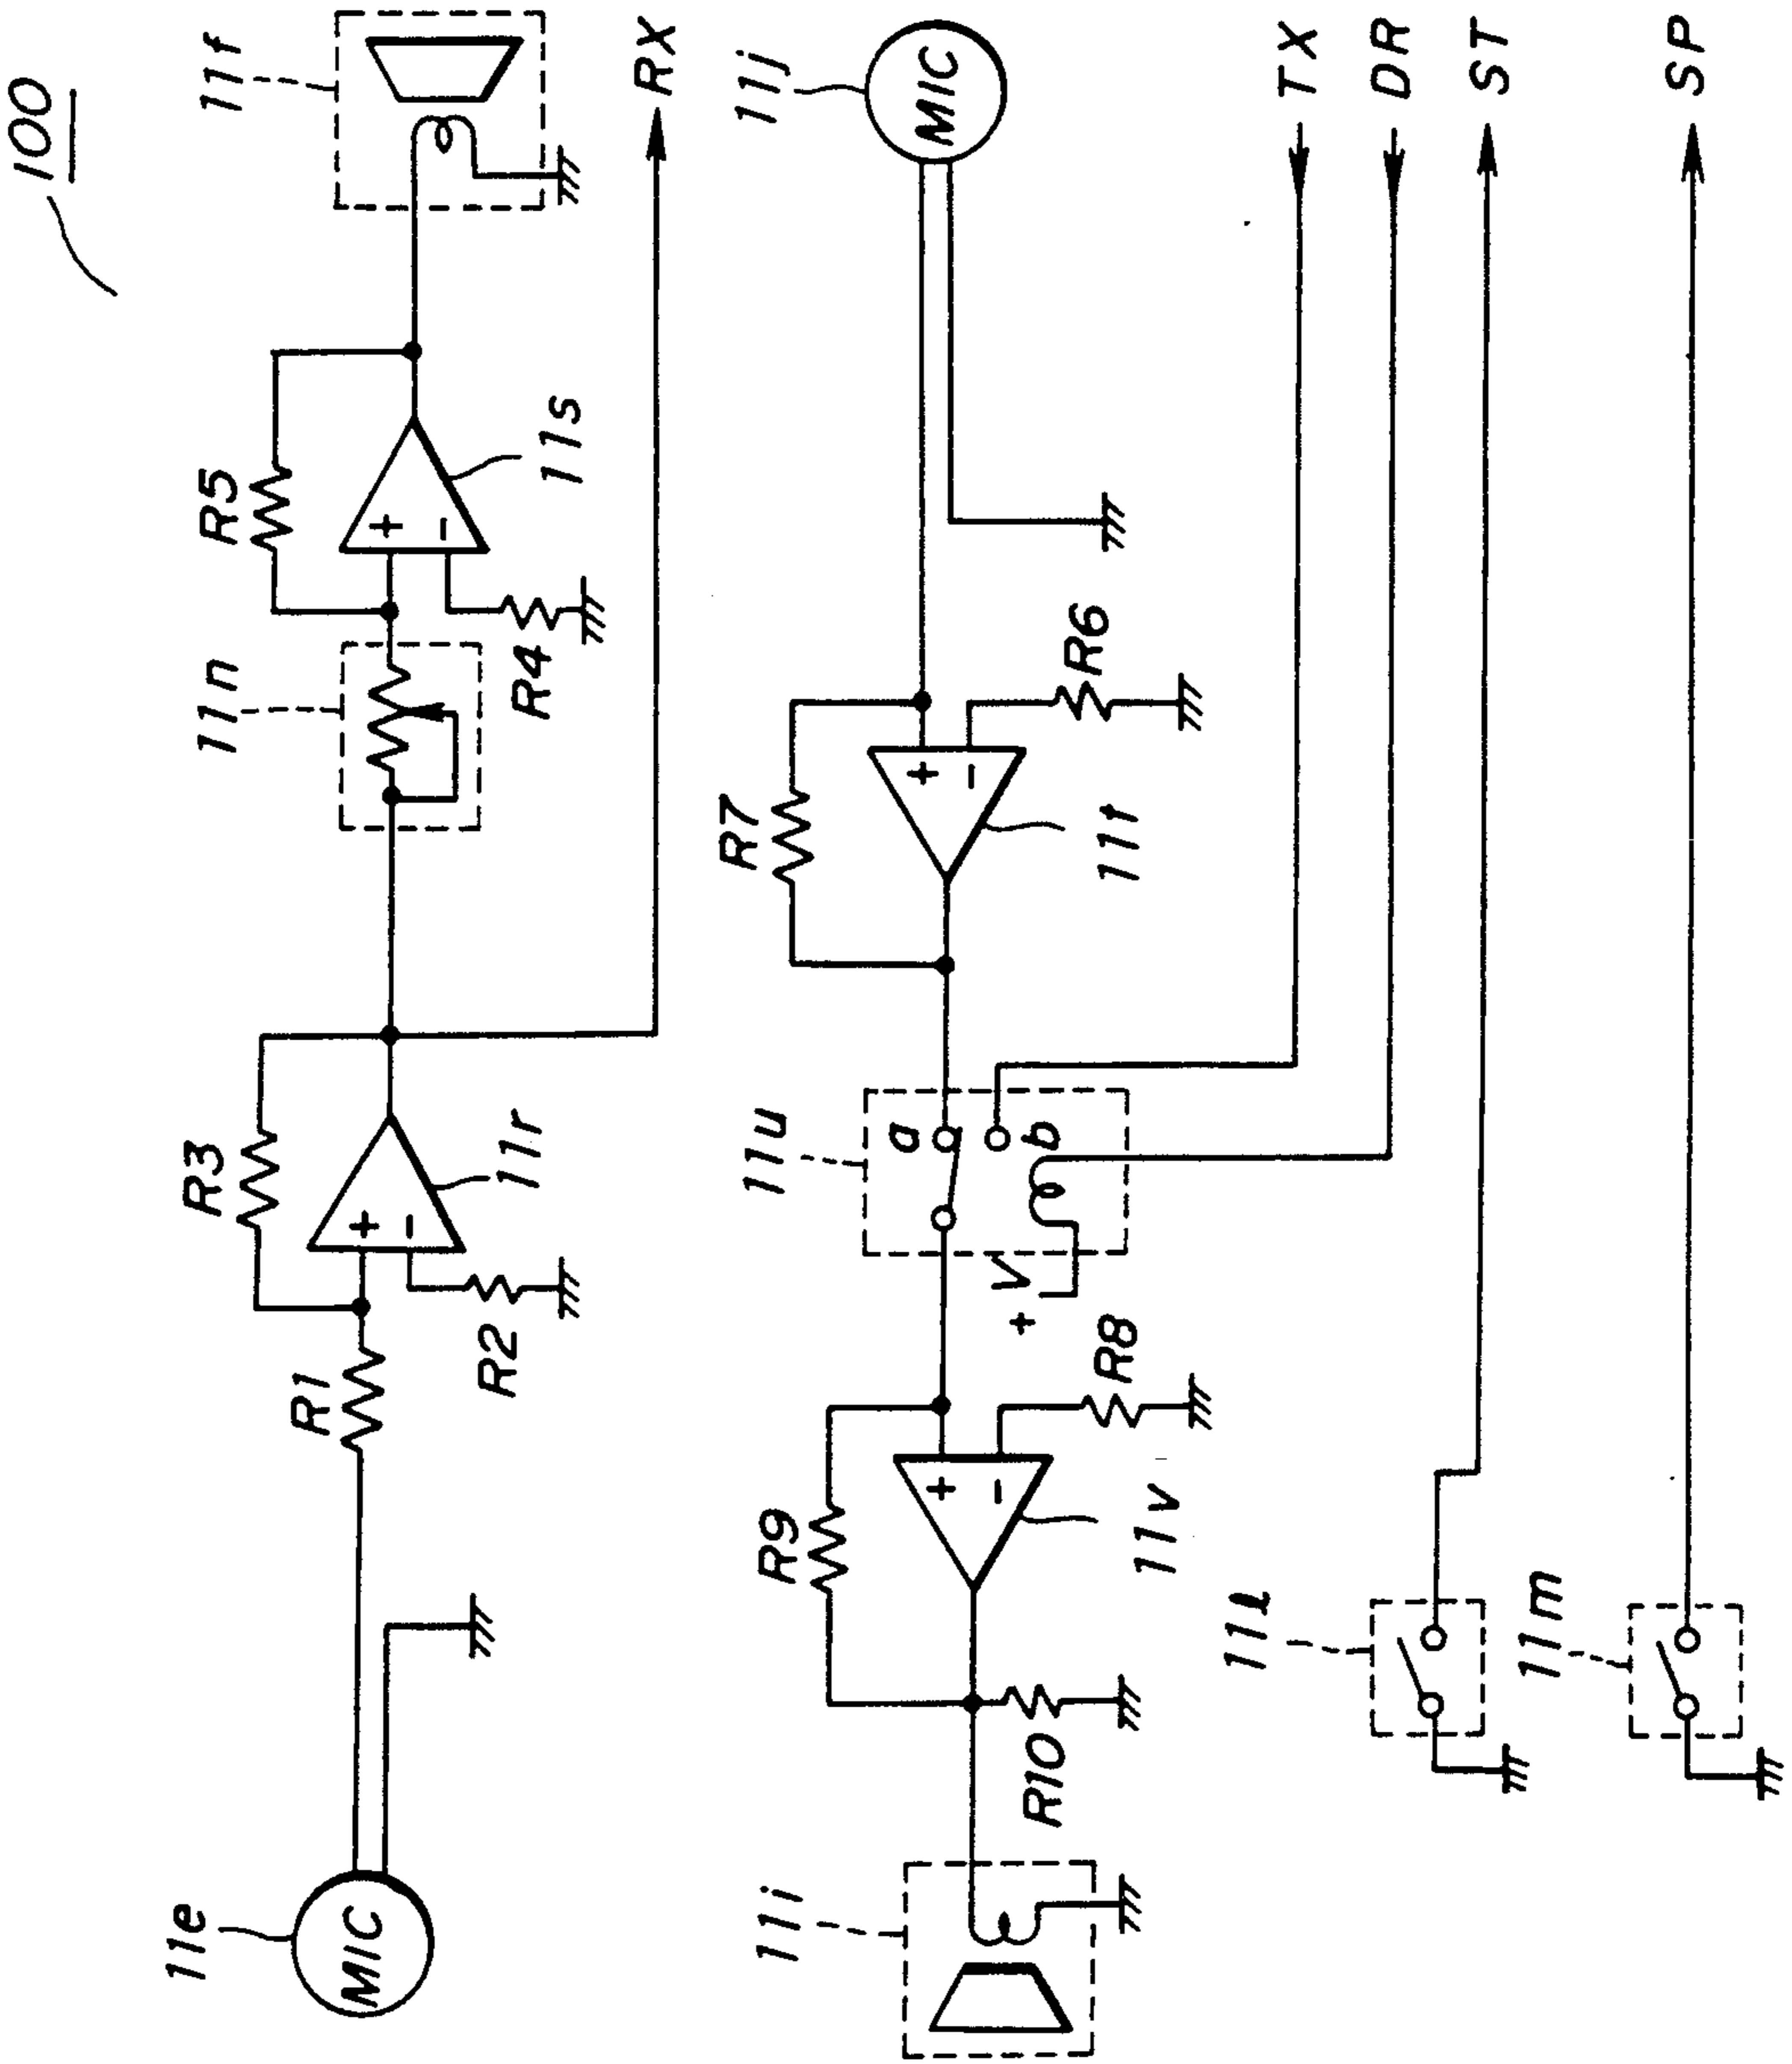 100
11f
RX
R5
11s
11n
R4
R3
11r
+
-
+
-
R1
R2
11e
MIC
11j
MIC
TX
DR
ST
SP
R6
R7
11t
+
-
11u
a
b
+V
R8
R9
11v
+
-
R10
11i
11l
11m